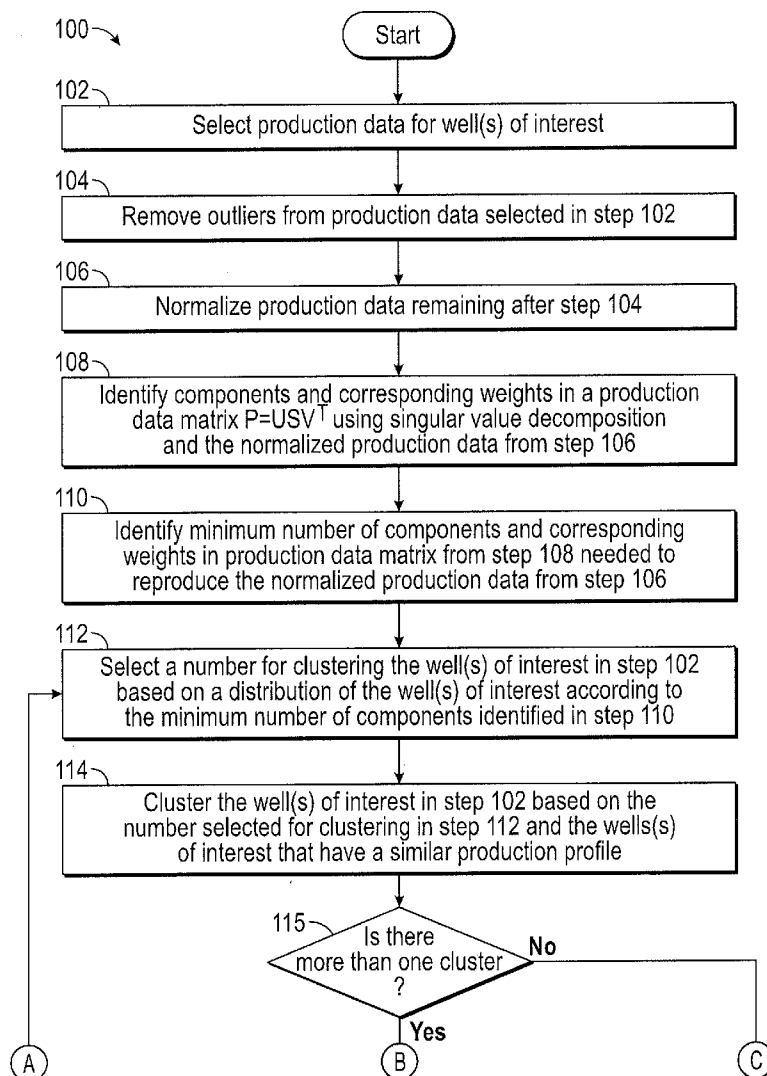 100
Start
102
Select production data for well(s) of interest
104
Remove outliers from production data selected in step 102
106
Normalize production data remaining after step 104
108
Identify components and corresponding weights in a production
data matrix P=USVᵀ using singular value decomposition
and the normalized production data from step 106
110
Identify minimum number of components and corresponding
weights in production data matrix from step 108 needed to
reproduce the normalized production data from step 106
112
Select a number for clustering the well(s) of interest in step 102
based on a distribution of the well(s) of interest according to
the minimum number of components identified in step 110
114
Cluster the well(s) of interest in step 102 based on the
number selected for clustering in step 112 and the wells(s)
of interest that have a similar production profile
115
Is there
more than one cluster
?
No
Yes
A
B
C